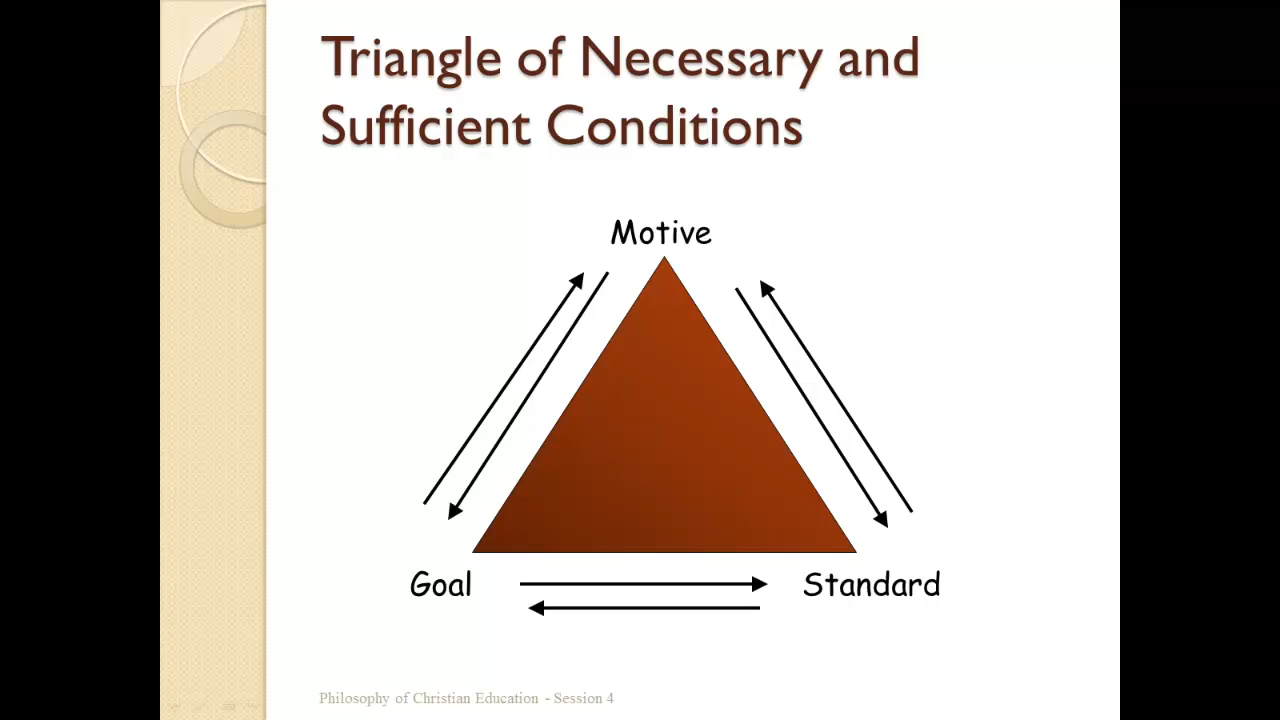 Triangle of Necessary and
Sufficient Conditions
Motive
Goal
Standard
Philosophy of Christian Education - Session 4